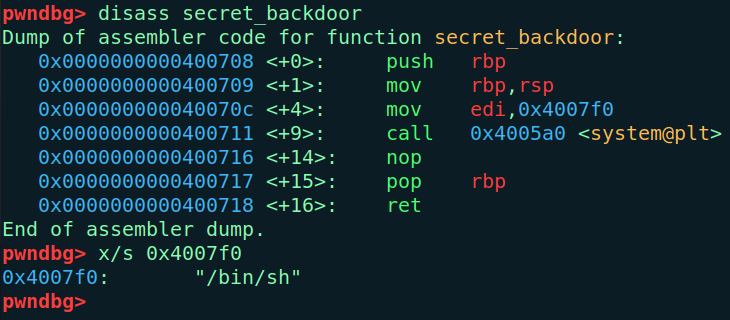 pwndbg> disass secret_backdoor
Dump of assembler code for function secret_backdoor:
   0x0000000000400708 <+0>:     push   rbp
   0x0000000000400709 <+1>:     mov    rbp,rsp
   0x000000000040070c <+4>:     mov    edi,0x4007f0
   0x0000000000400711 <+9>:     call   0x4005a0 <system@plt>
   0x0000000000400716 <+14>:    nop
   0x0000000000400717 <+15>:    pop    rbp
   0x0000000000400718 <+16>:    ret
End of assembler dump.
pwndbg> x/s 0x4007f0
0x4007f0:       "/bin/sh"
pwndbg>